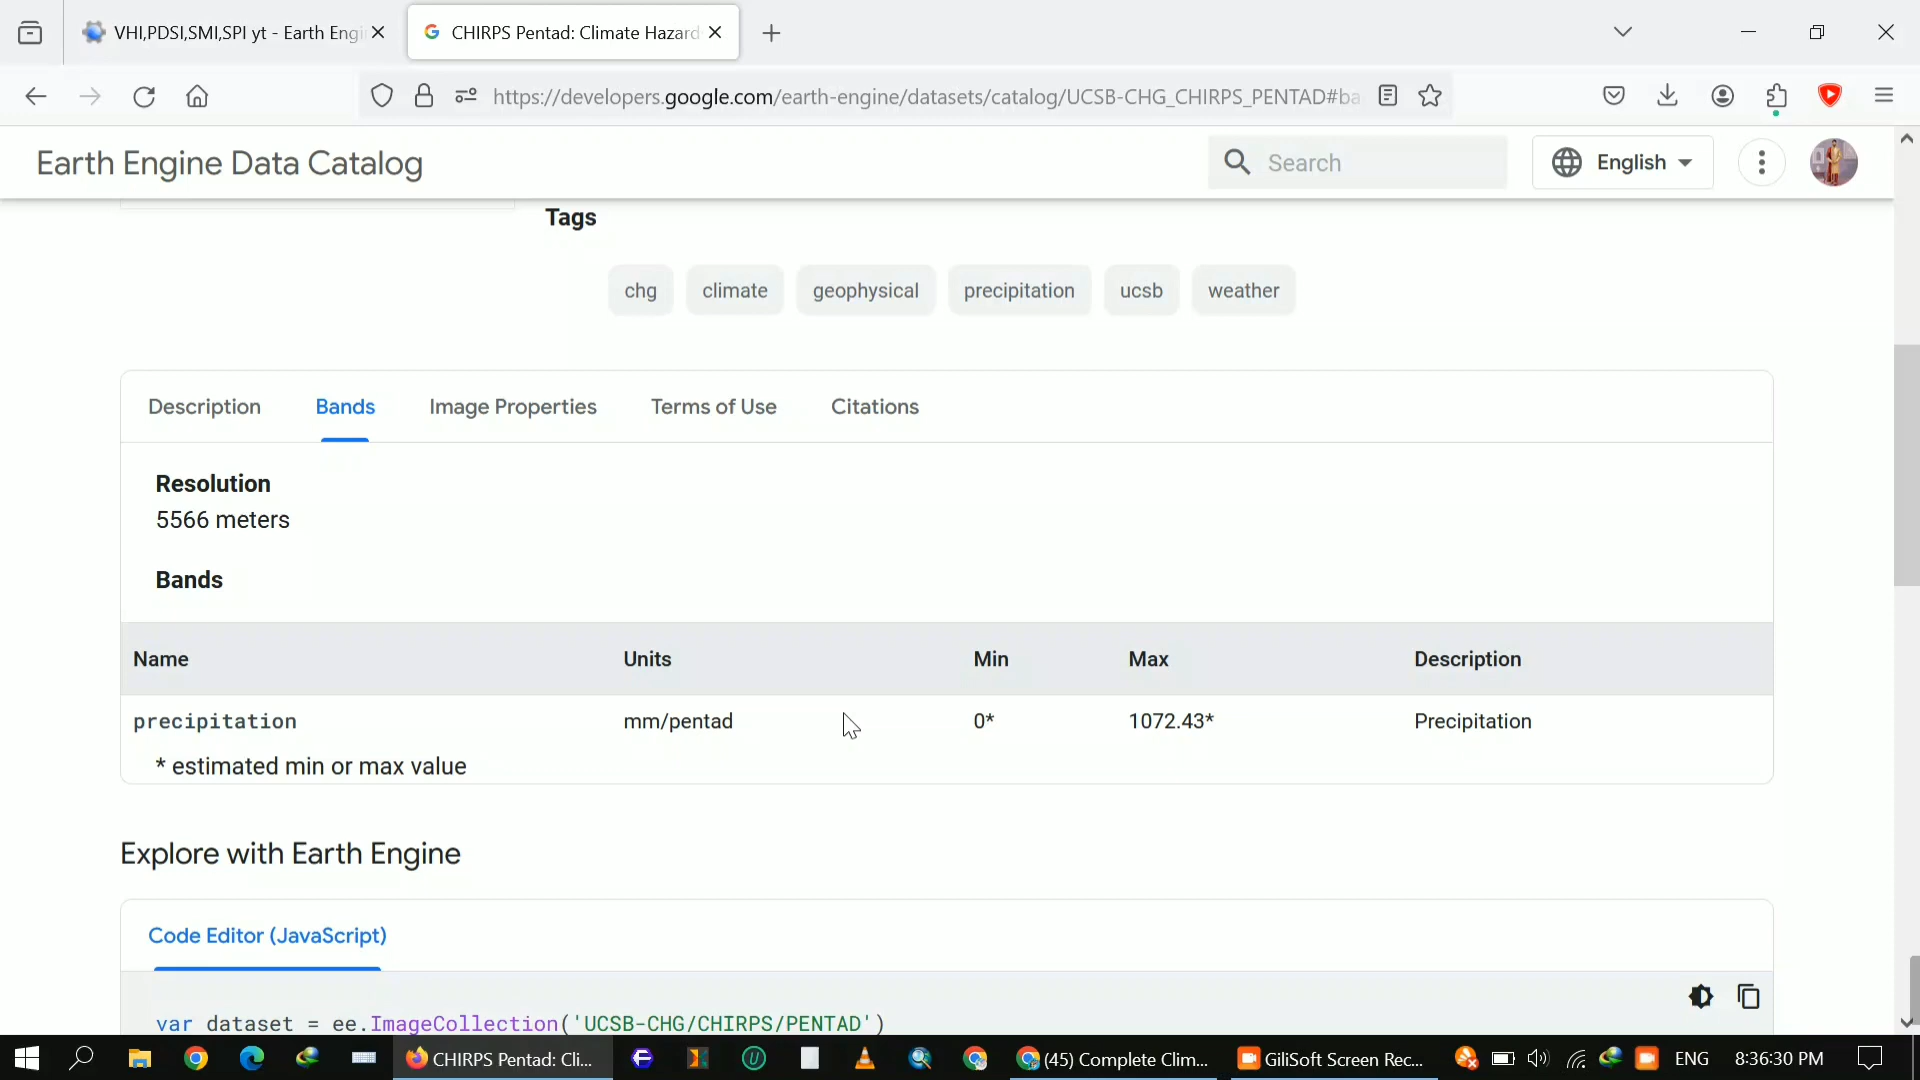 VHI,PDSI,SMI,SPI yt - Earth Engi
CHIRPS Pentad: Climate Hazard
https://developers.google.com/earth-engine/datasets/catalog/UCSB-CHG_CHIRPS_PENTAD#ba
Earth Engine Data Catalog
Search
English
Tags
chg climate geophysical precipitation ucsb weather
Description Bands Image Properties Terms of Use Citations
Resolution
5566 meters
Bands
Name Units Min Max Description
precipitation mm/pentad 0* 1072.43* Precipitation
* estimated min or max value
Explore with Earth Engine
Code Editor (JavaScript)
var dataset = ee.ImageCollection('UCSB-CHG/CHIRPS/PENTAD')
CHIRPS Pentad: Cli... (45) Complete Clim... GiliSoft Screen Rec... ENG 8:36:30 PM